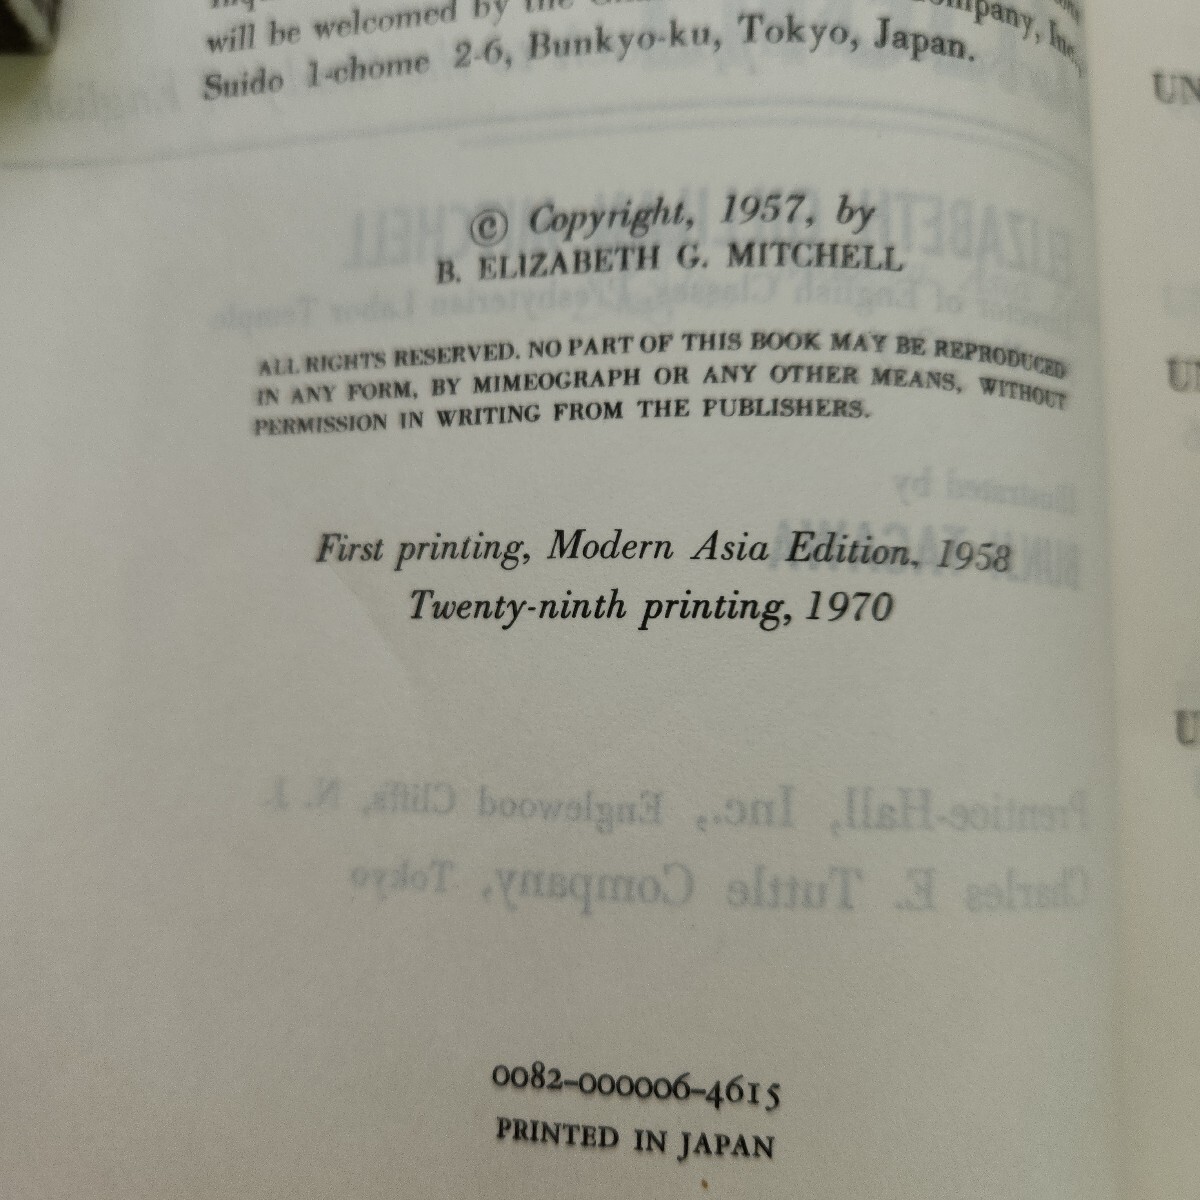 will be welcomed by the
Company, Inc.,
Suido 1-chome 2-6, Bunkyo-ku, Tokyo, Japan.
© Copyright, 1957, by
B. ELIZABETH G. MITCHELL
ALL RIGHTS RESERVED. NO PART OF THIS BOOK MAY BE REPRODUCED
IN ANY FORM, BY MIMEOGRAPH OR ANY OTHER MEANS, WITHOUT
PERMISSION IN WRITING FROM THE PUBLISHERS.
First printing, Modern Asia Edition, 1958
Twenty-ninth printing, 1970
0082-000006-4615
PRINTED IN JAPAN